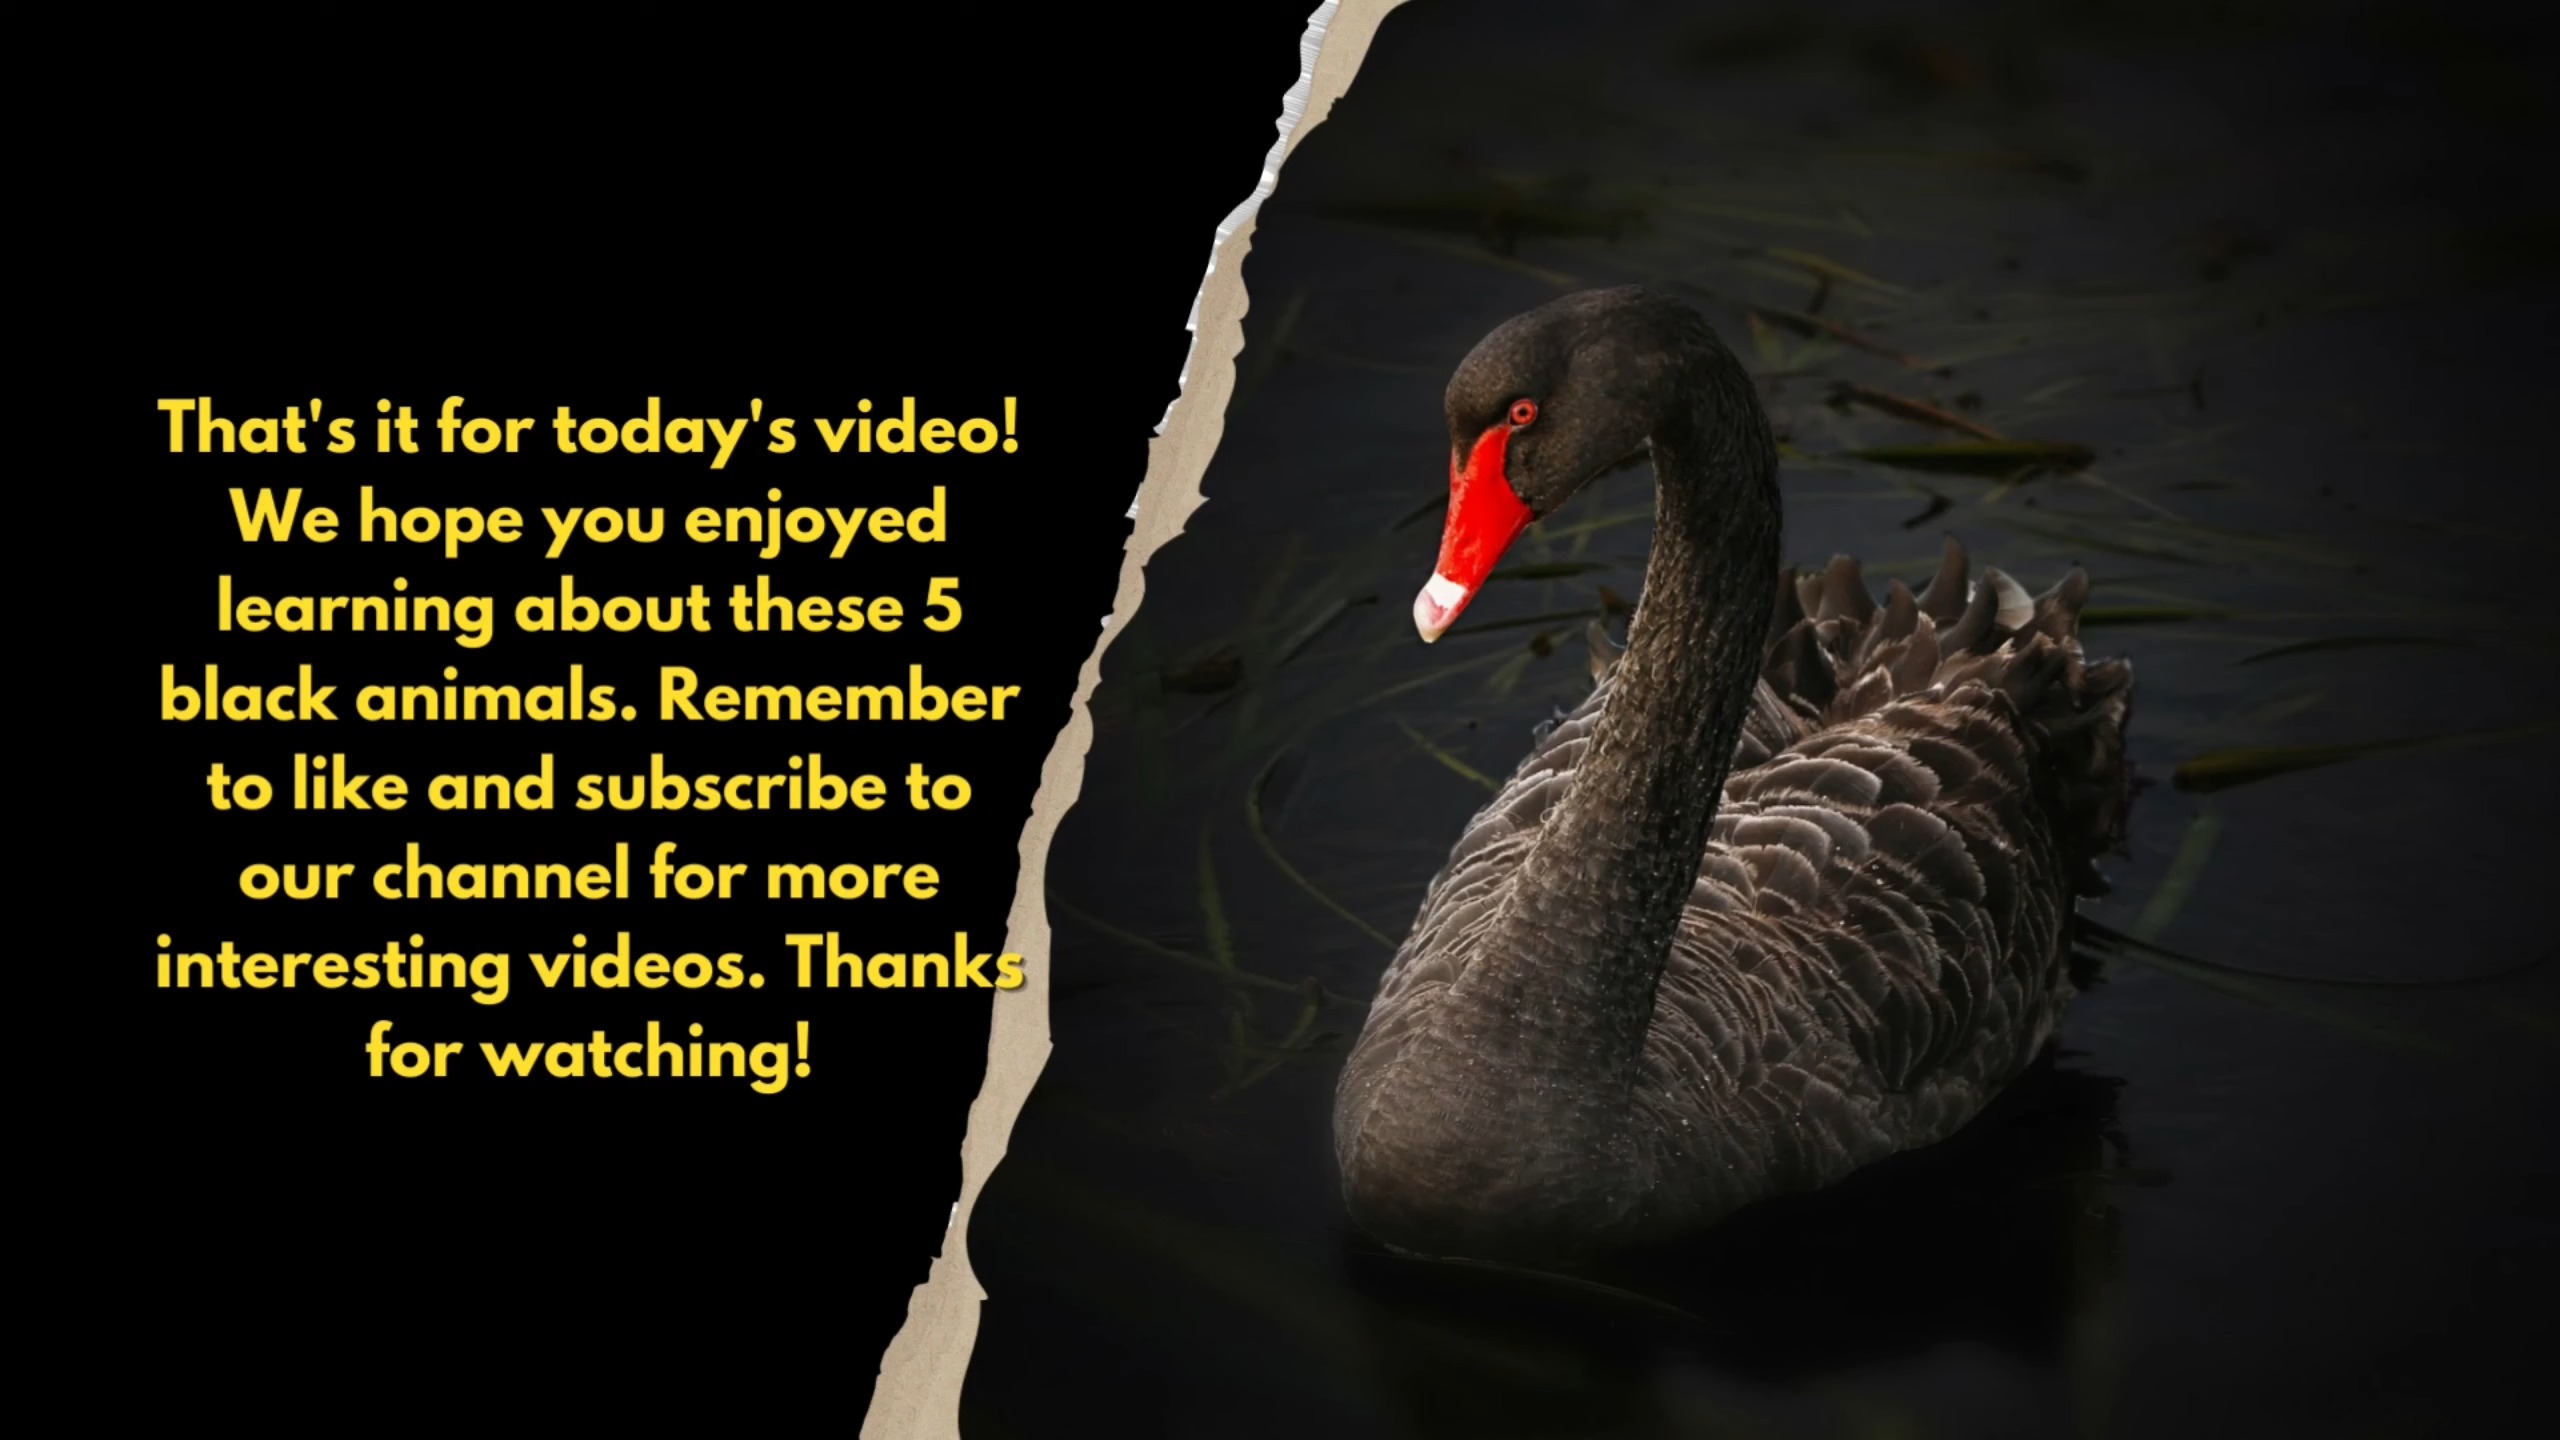 That's it for today's video!
We hope you enjoyed
learning about these 5
black animals. Remember
to like and subscribe to
our channel for more
interesting videos. Thanks
for watching!